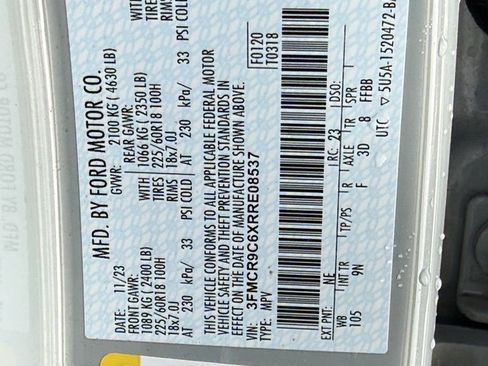 MFD. BY FORD MOTOR CO.
11/23 GVWR: 2100 KG ( 4630 LB)
FRONT GAWR: REAR GAWR:
1089 KG ( 2400 LB) WITH 1066 KG ( 2350 LB) WITH
225/60R18 100H TIRES 225/60R18 100H TIRES
18x7.0J RIMS 18x7.0J RIMS
AT 230 kPa/ 33 PSI COLD AT 230 kPa/ 33 PSI COLD
THIS VEHICLE CONFORMS TO ALL APPLICABLE FEDERAL MOTOR
VEHICLE SAFETY AND THEFT PREVENTION STANDARDS IN EFFECT
ON THE DATE OF MANUFACTURE SHOWN ABOVE.
VIN: 3FMCR9C6XRRE08537 F0120
TYPE: MPV T0318
EXT PNT: NE RC: 23 DSO:
WB INT TR TP/PS R AXLE TR SPR
105 9N F 3D 8 FFBB
UTC 5U5A-1520472-B